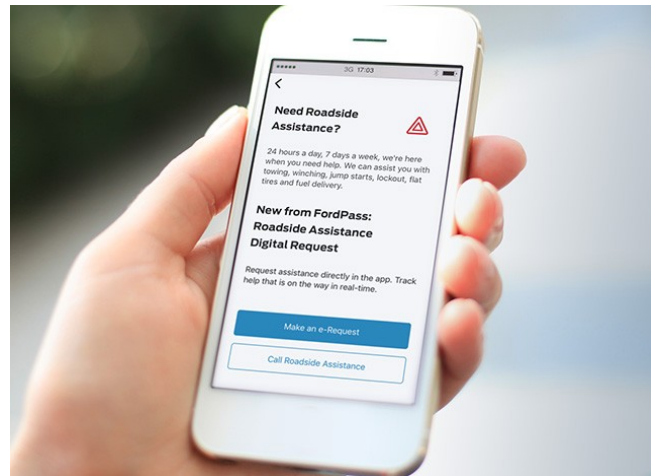 3G 17:03
Need Roadside
Assistance?
24 hours a day, 7 days a week, we're here
when you need help. We can assist you with
towing, winching, jump starts, lockout, flat
tires and fuel delivery.
New from FordPass:
Roadside Assistance
Digital Request
Request assistance directly in the app. Track
help that is on the way in real-time.
Make an e-Request
Call Roadside Assistance